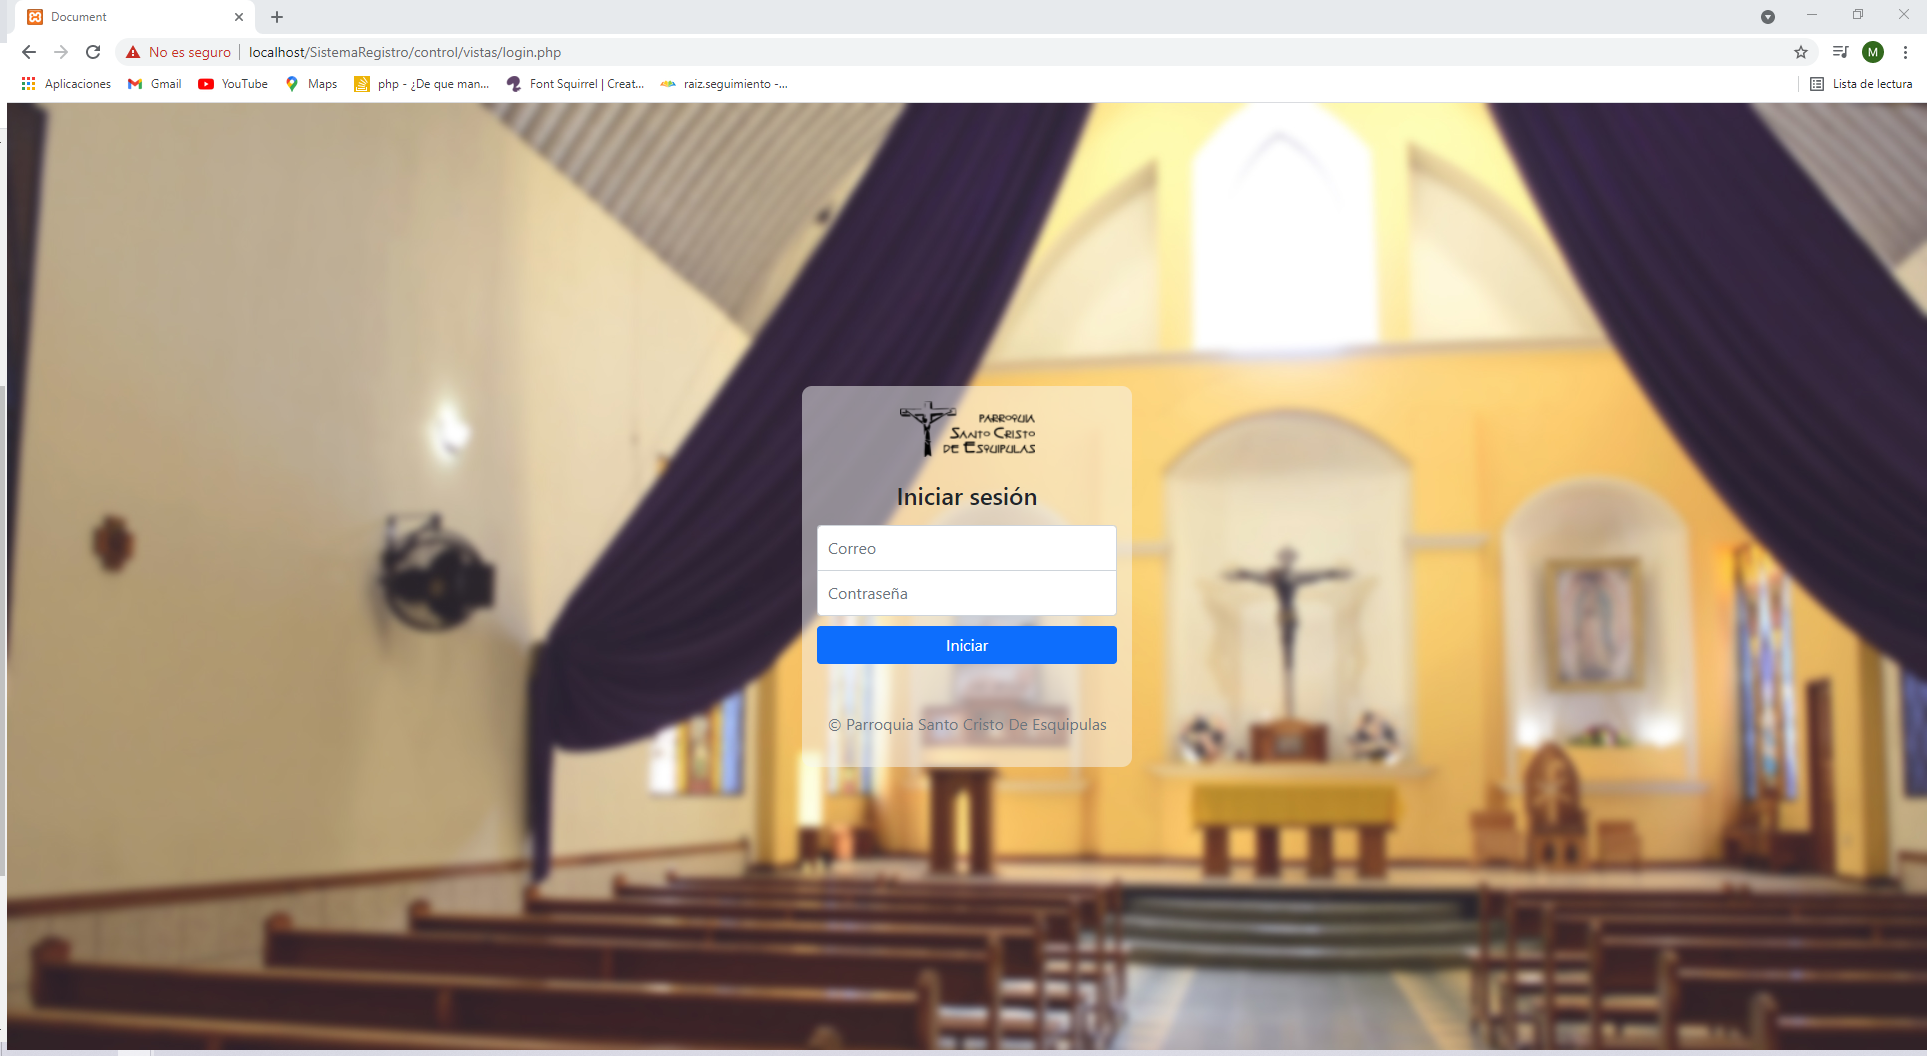 Document
No es seguro
localhost/SistemaRegistro/control/vistas/login.php
M
Aplicaciones
Gmail
YouTube
Maps
php - ¿De que man...
Font Squirrel | Creat...
raiz.seguimiento -...
Lista de lectura
PARROQUIA
SANTO CRISTO
DE ESQUIPULAS
Iniciar sesión
Correo
Contraseña
Iniciar
© Parroquia Santo Cristo De Esquipulas